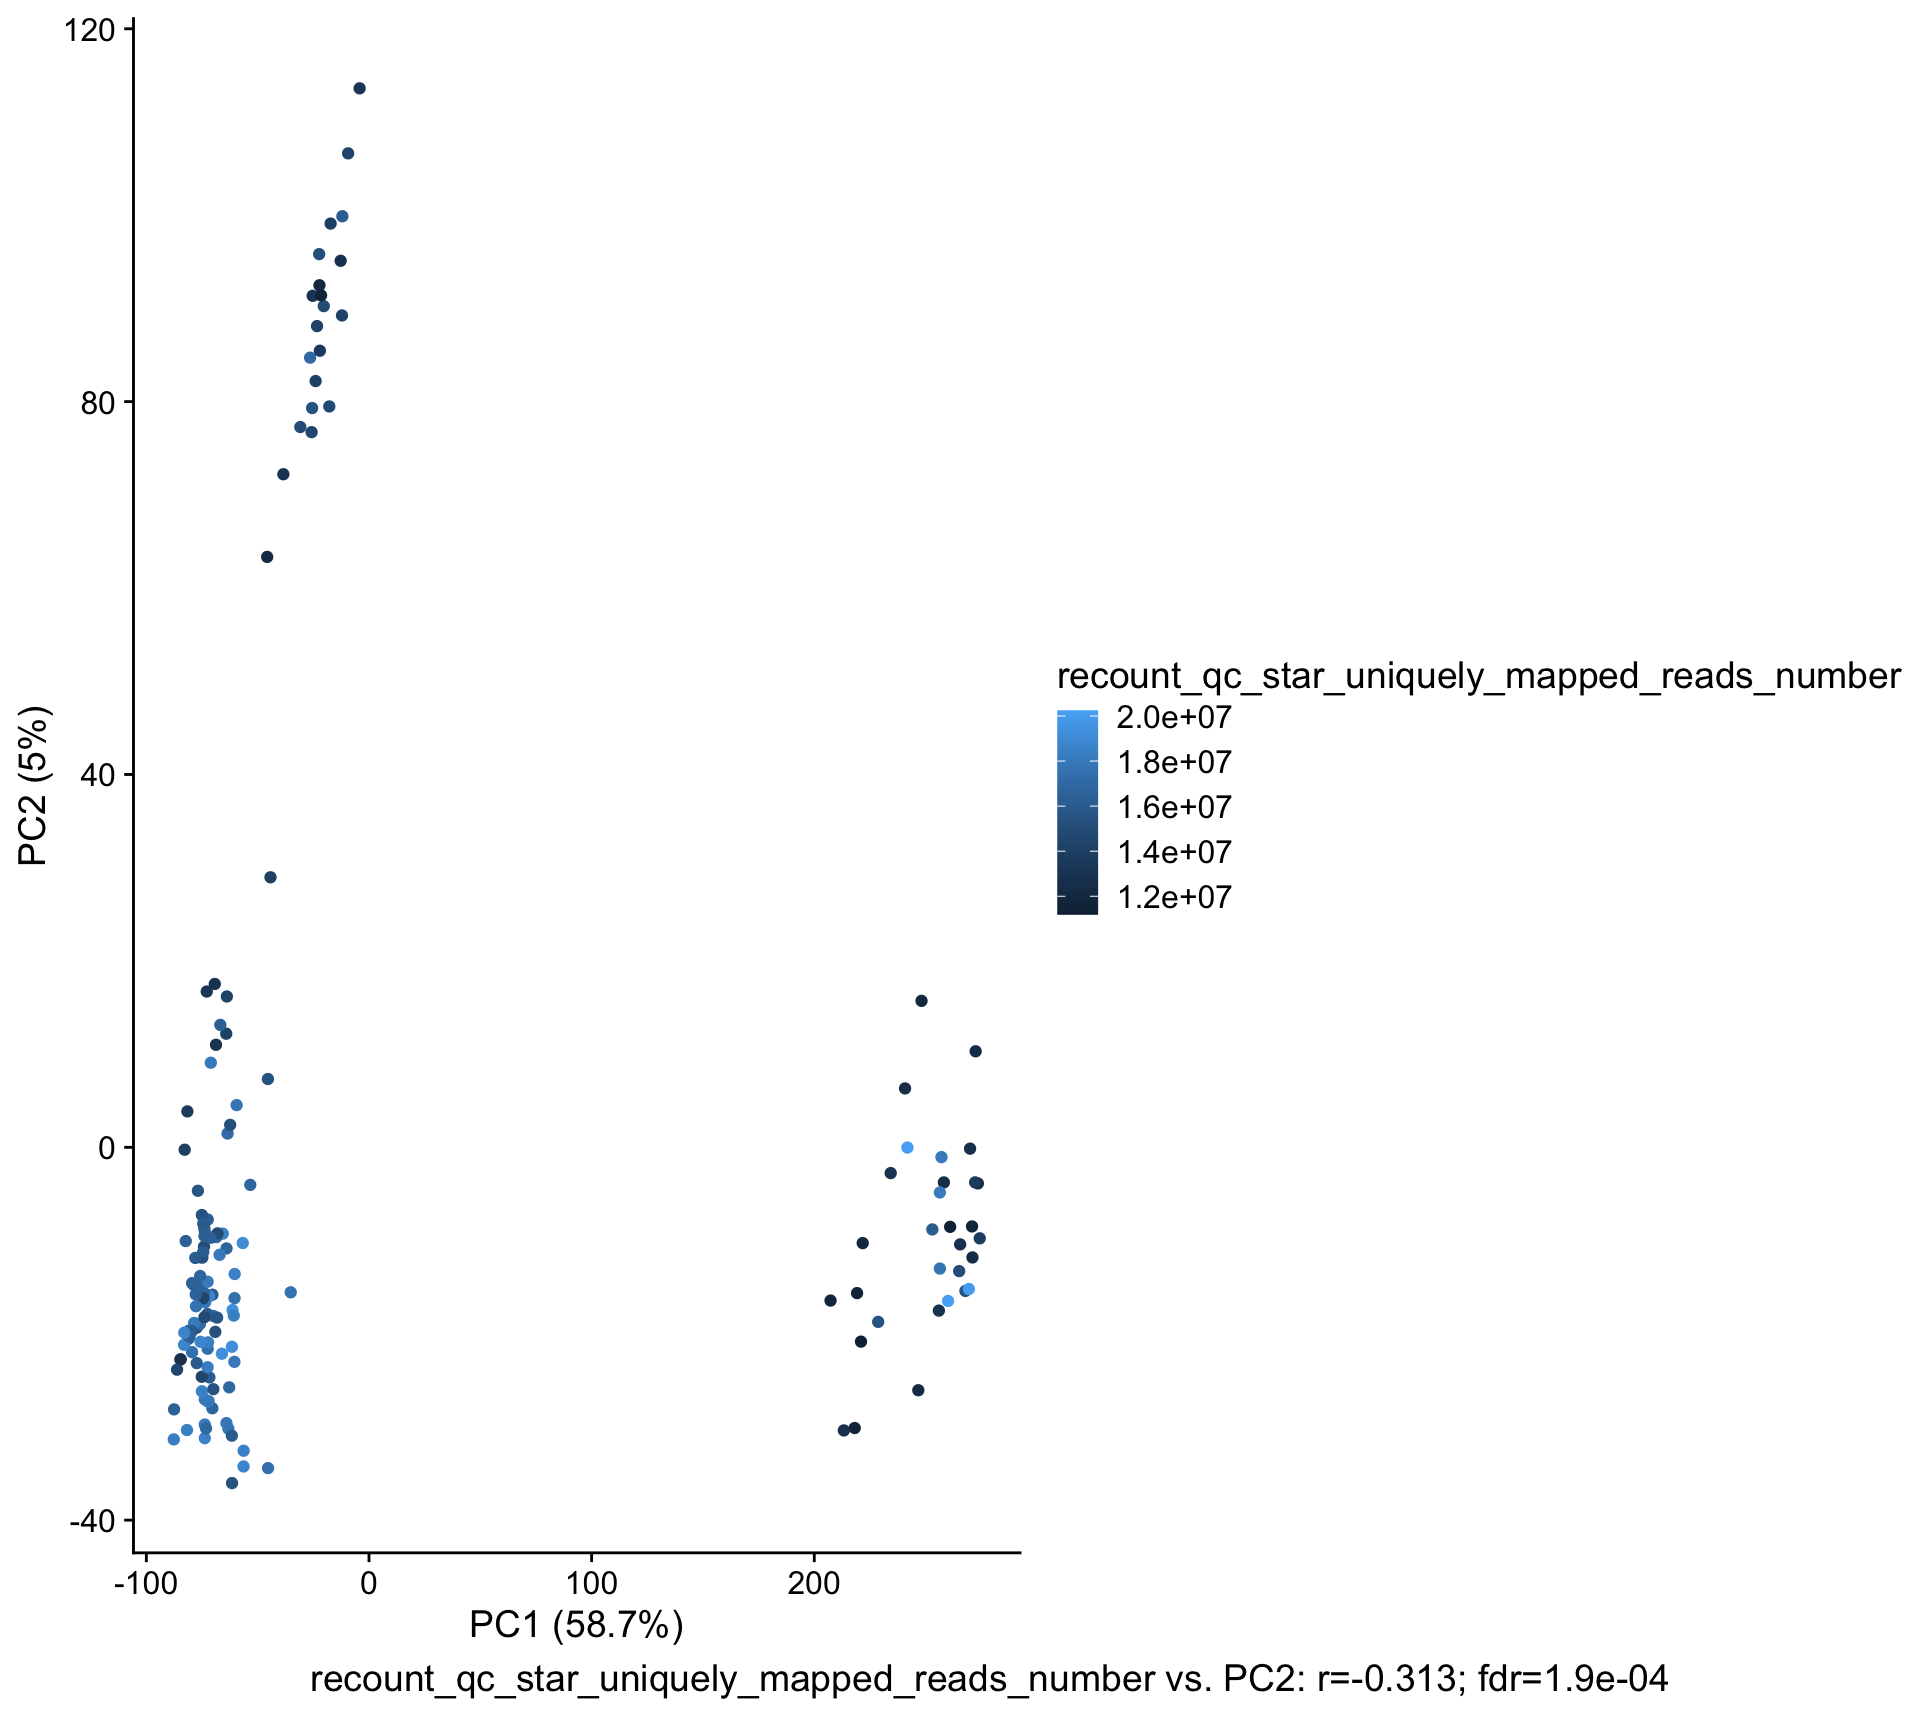 120
80
40
0
-40
PC2 (5%)
-100
0
100
200
PC1 (58.7%)
recount_qc_star_uniquely_mapped_reads_number
2.0e+07
1.8e+07
1.6e+07
1.4e+07
1.2e+07
recount_qc_star_uniquely_mapped_reads_number vs. PC2: r=-0.313; fdr=1.9e-04